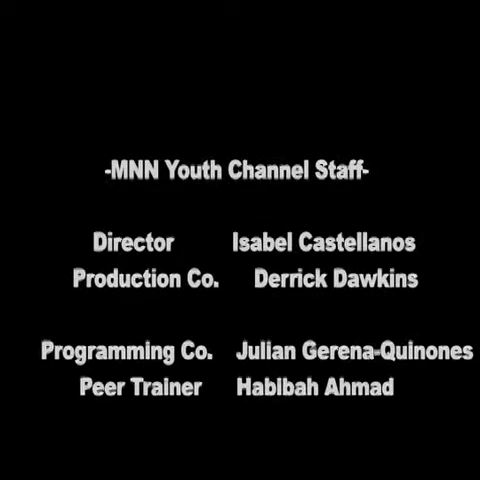 -MNN Youth Channel Staff-
Director Isabel Castellanos
Production Co. Derrick Dawkins
Programming Co. Julian Gerena-Quinones
Peer Trainer Habibah Ahmad